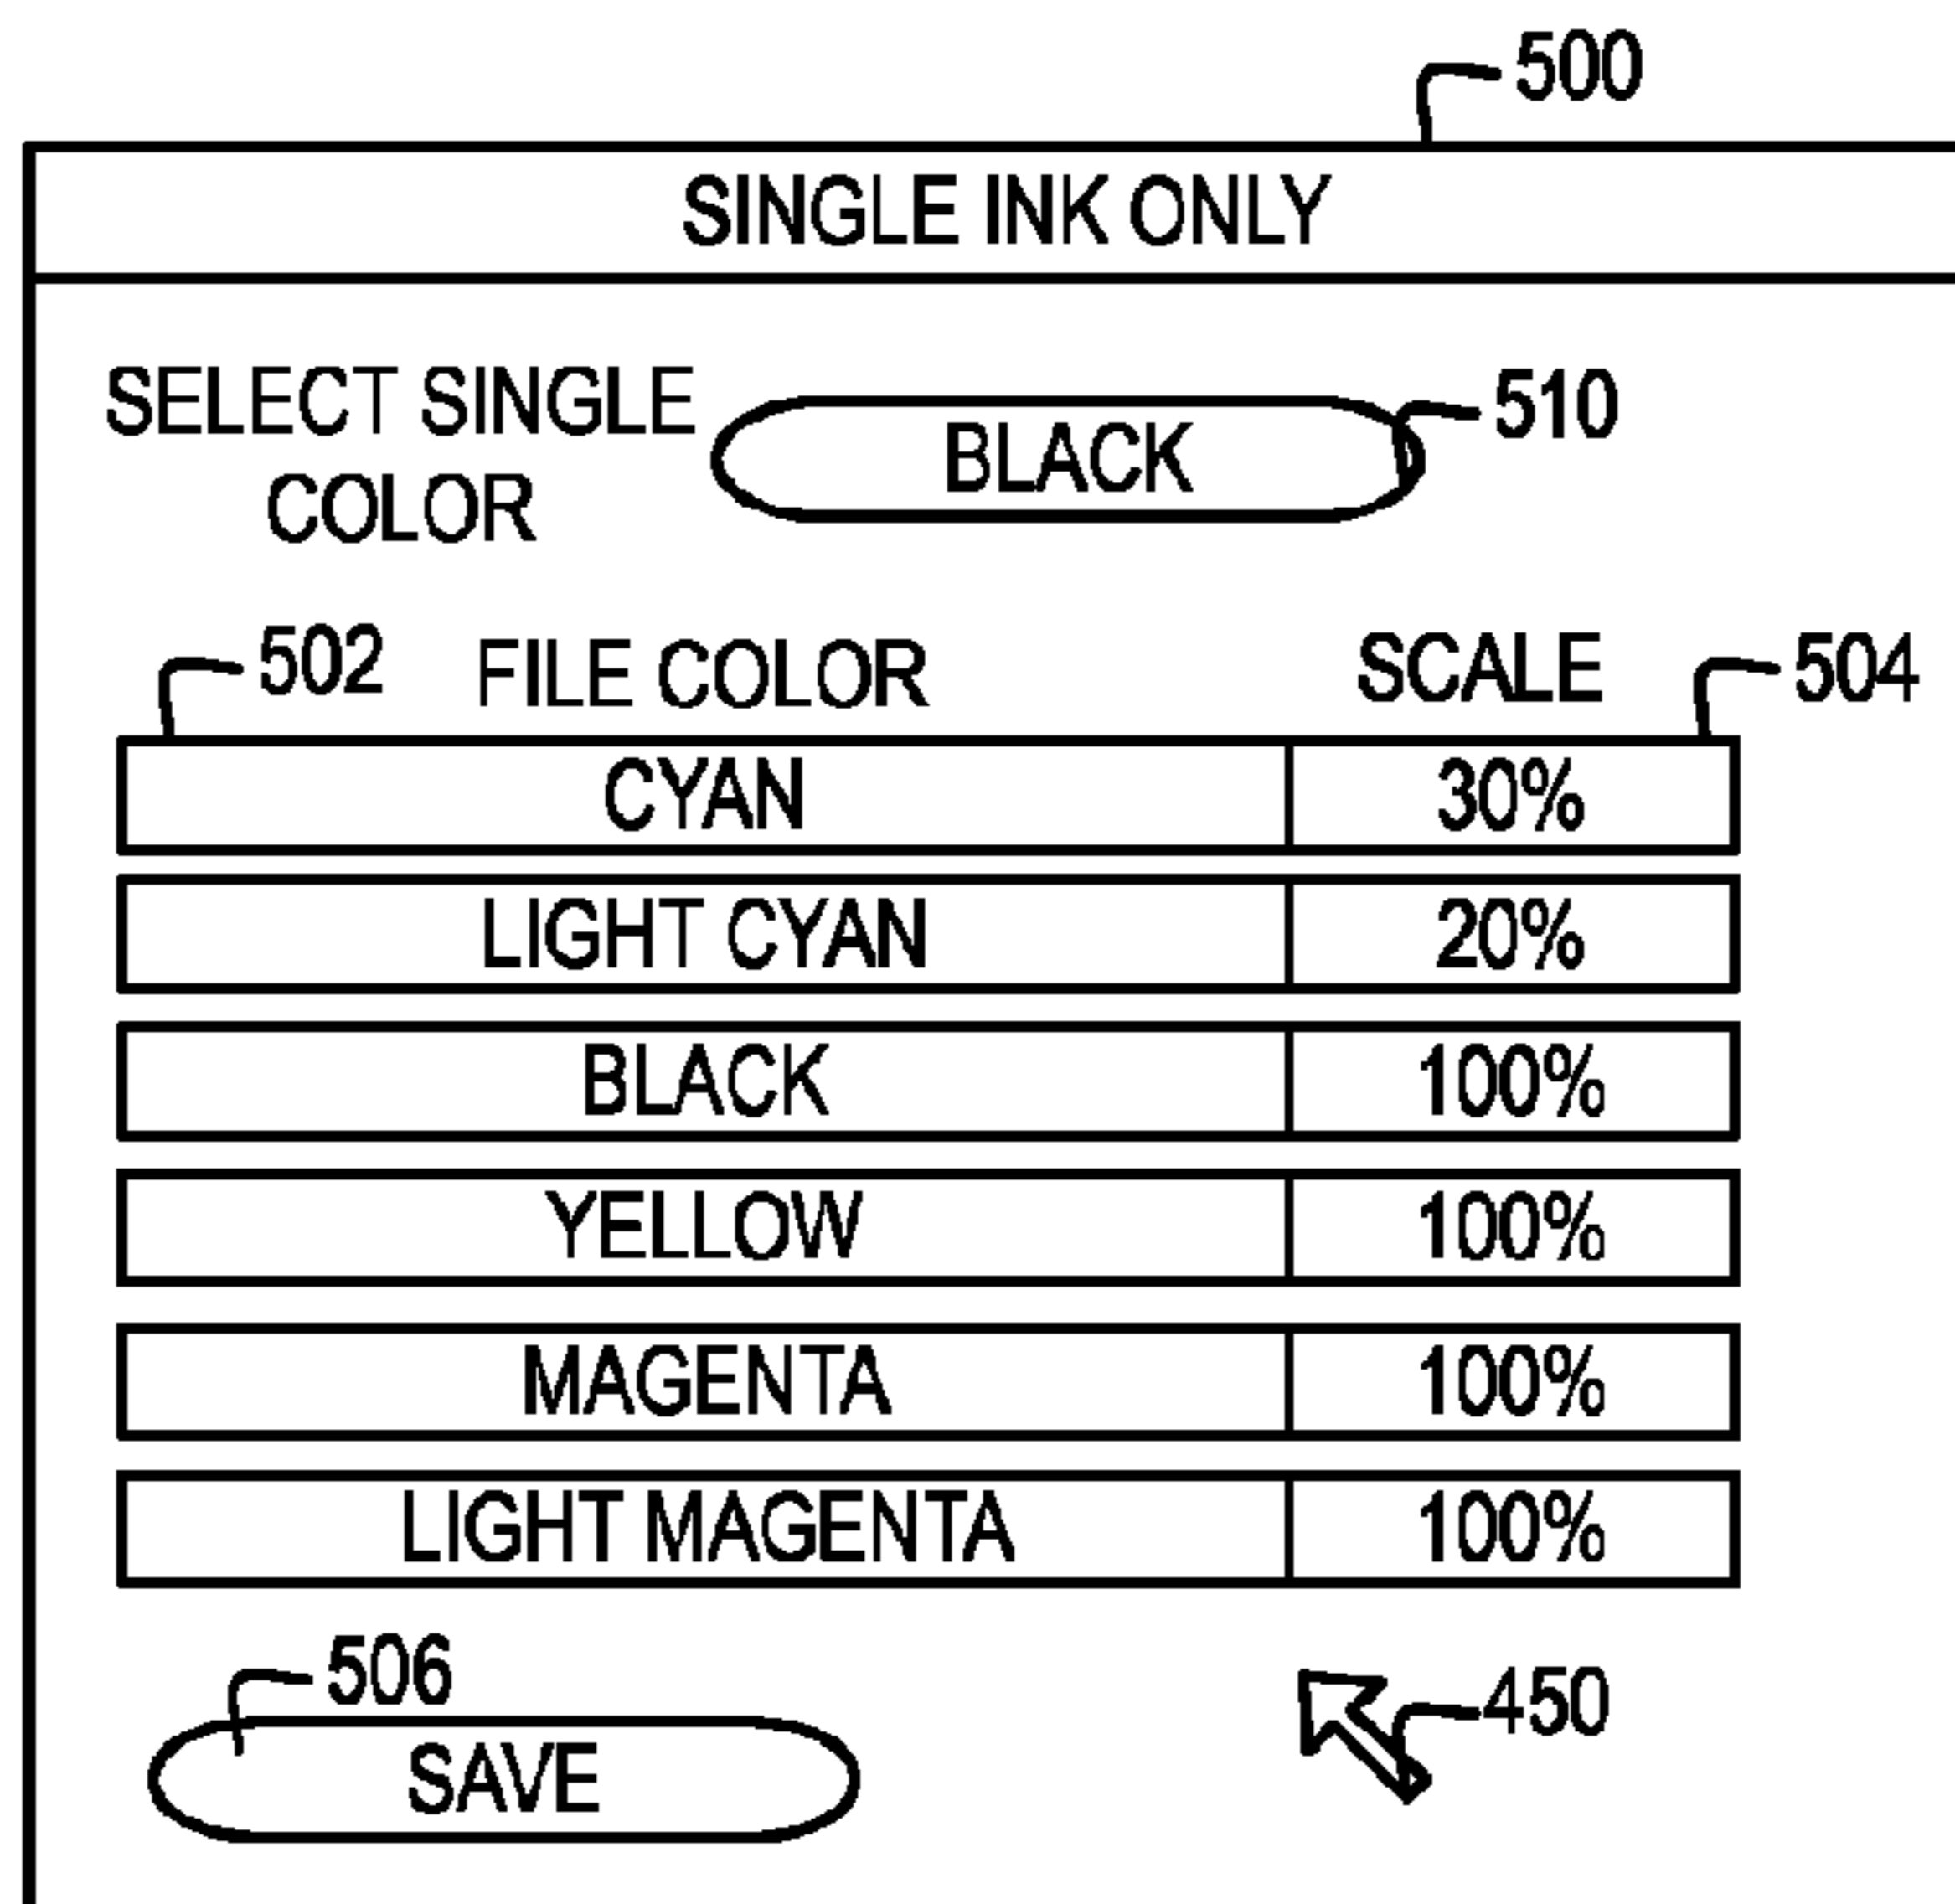 500
SINGLE INK ONLY
SELECT SINGLE COLOR
BLACK
510
502 FILE COLOR SCALE 504
CYAN 30%
LIGHT CYAN 20%
BLACK 100%
YELLOW 100%
MAGENTA 100%
LIGHT MAGENTA 100%
506
SAVE
450